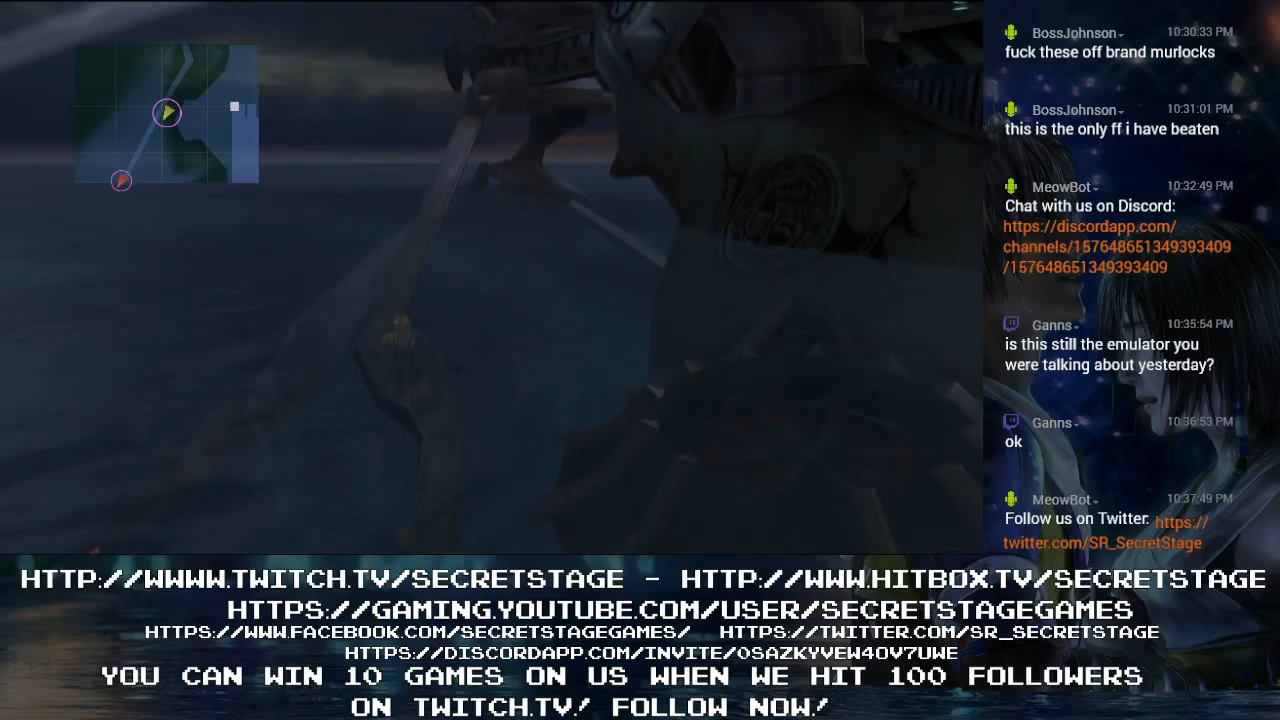 BossJohnson 10:30:33 PM
fuck these off brand murlocks
BossJohnson 10:31:01 PM
this is the only ff i have beaten
MeowBot 10:32:49 PM
Chat with us on Discord:
https://discordapp.com/
channels/157648651349393409
/157648651349393409
Ganns 10:35:54 PM
is this still the emulator you
were talking about yesterday?
Ganns 10:36:53 PM
ok
MeowBot 10:37:49 PM
Follow us on Twitter: https://
twitter.com/SR_SecretStage
HTTP://WWWW.TWITCH.TV/SECRETSTAGE - HTTP://WWW.HITBOX.TV/SECRETSTAGE
HTTPS://GAMING.YOUTUBE.COM/USER/SECRETSTAGEGAMES
HTTPS://WWW.FACEBOOK.COM/SECRETSTAGEGAMES/ HTTPS://TWITTER.COM/SR_SECRETSTAGE
HTTPS://DISCORDAPP.COM/INVITE/0SAZKYVEW4OV7UWE
YOU CAN WIN 10 GAMES ON US WHEN WE HIT 100 FOLLOWERS
ON TWITCH.TV! FOLLOW NOW!